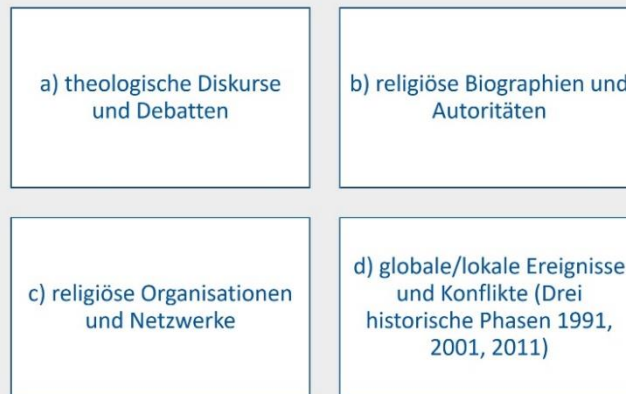 a) theologische Diskurse
und Debatten
b) religiöse Biographien und
Autoritäten
c) religiöse Organisationen
und Netzwerke
d) globale/lokale Ereignisse
und Konflikte (Drei
historische Phasen 1991,
2001, 2011)